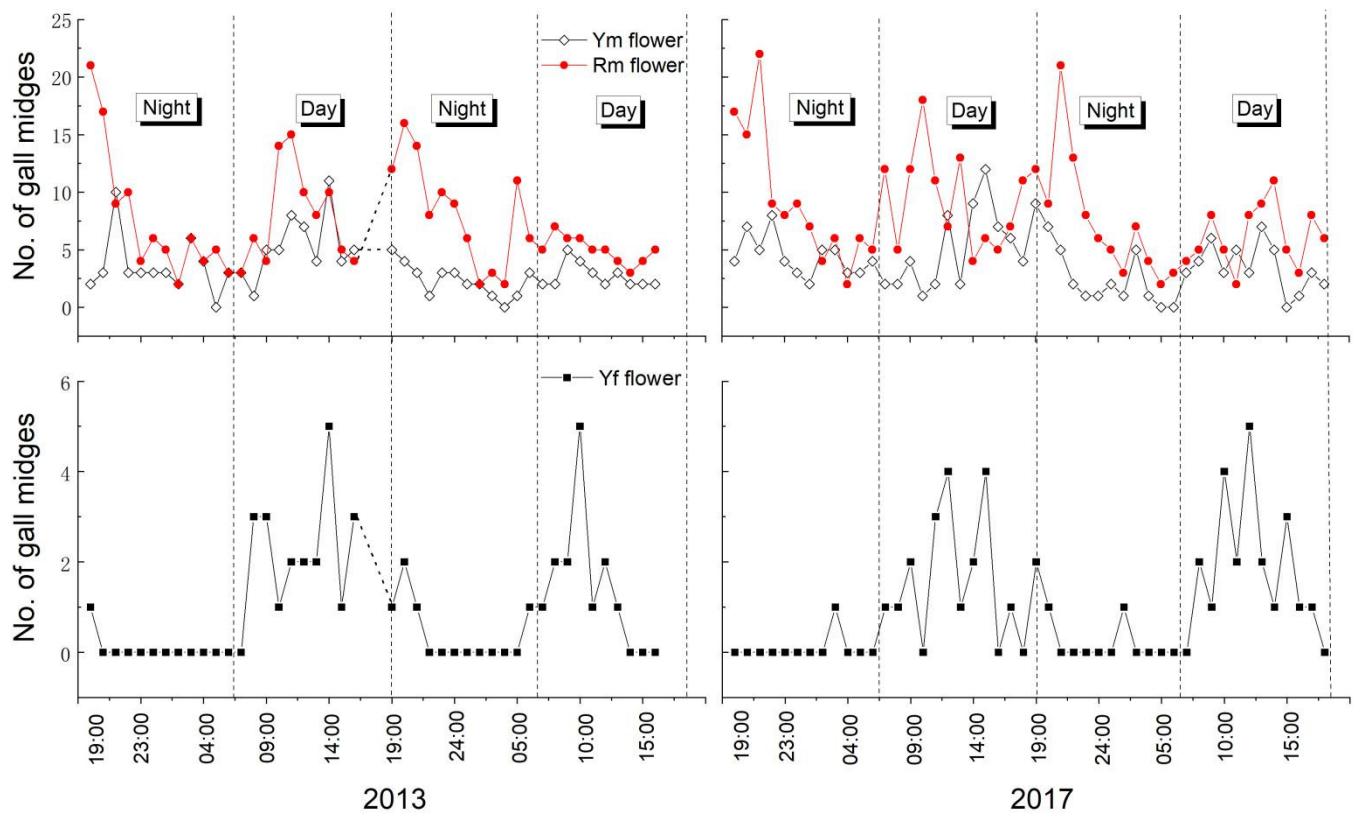 25
20
15
10
5
0
No. of gall midges
Ym flower
Rm flower
Night
Day
Night
Day
Night
Day
Night
Day
6
4
2
0
No. of gall midges
Yf flower
19:00
23:00
04:00
09:00
14:00
19:00
24:00
05:00
10:00
15:00
19:00
23:00
04:00
09:00
14:00
19:00
24:00
05:00
10:00
15:00
2013
2017